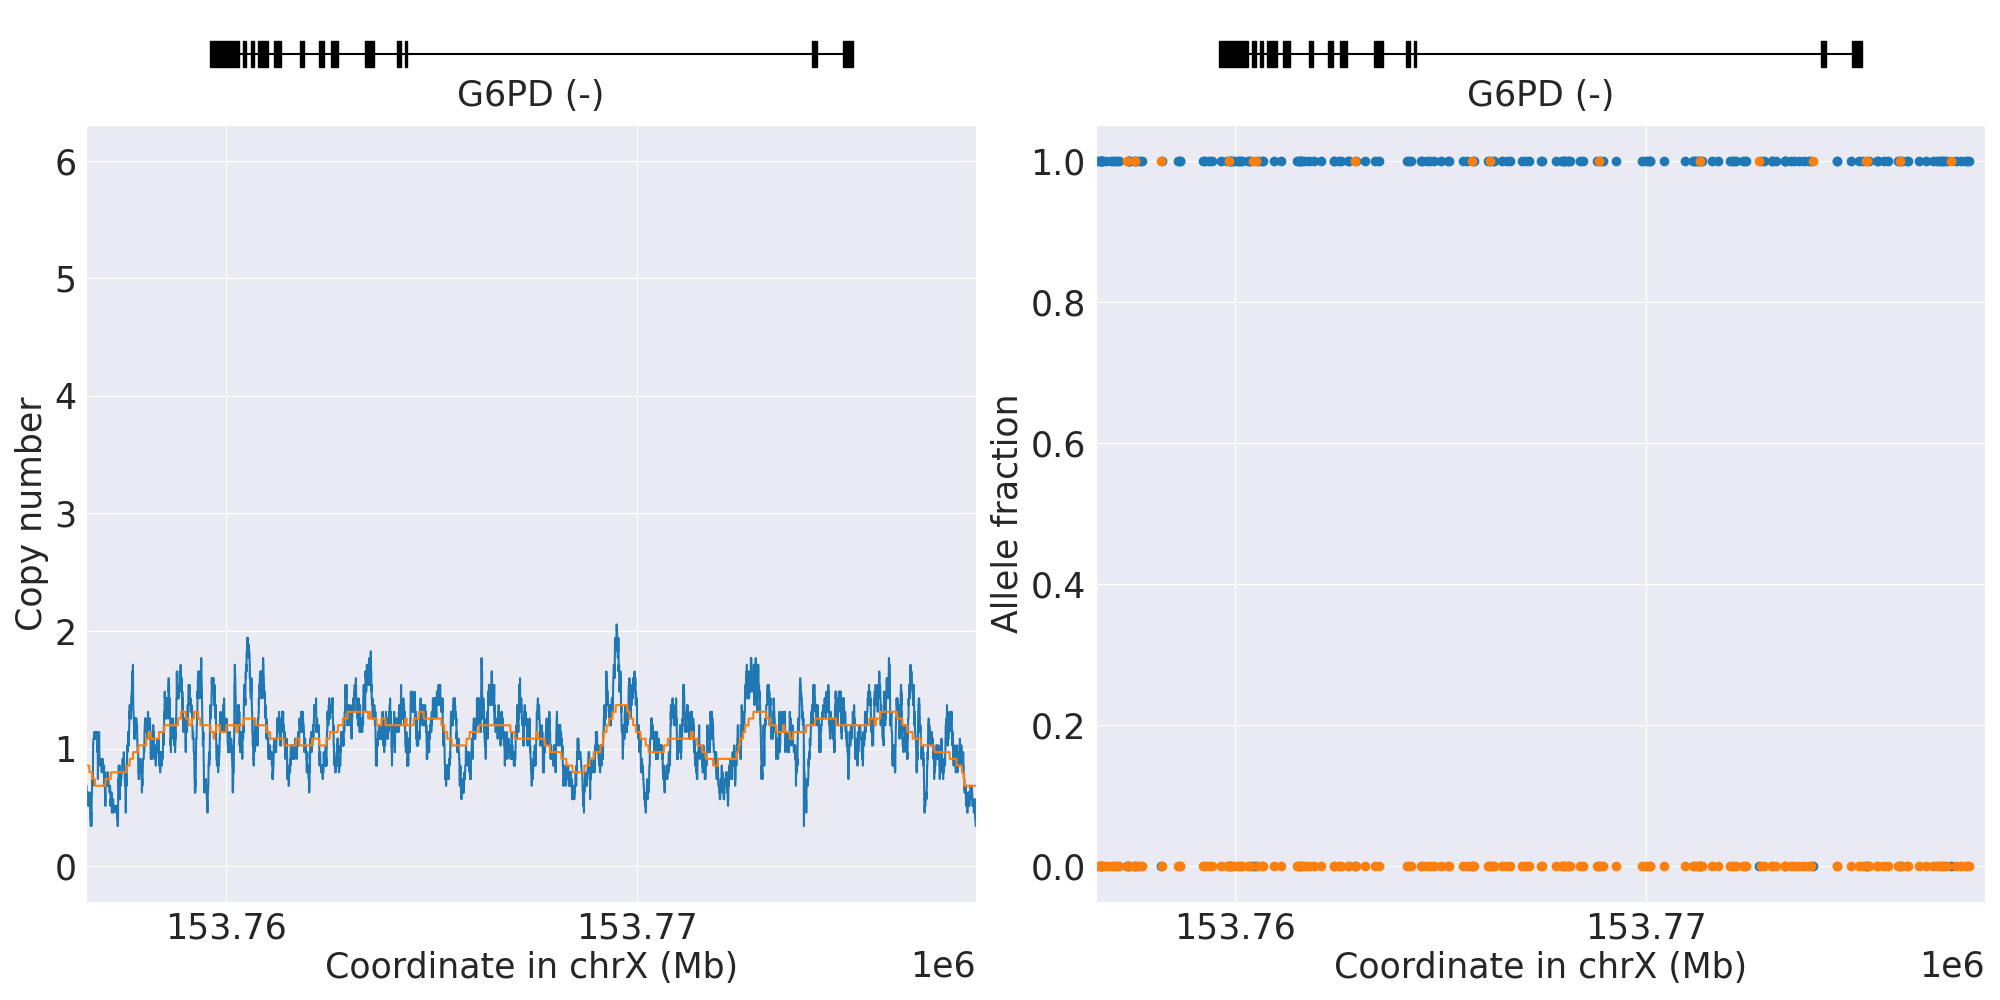 G6PD (-)
6
5
4
3
2
1
0
Copy number
153.76
153.77
Coordinate in chrX (Mb)
1e6
G6PD (-)
1.0
0.8
0.6
0.4
0.2
0.0
Allele fraction
153.76
153.77
Coordinate in chrX (Mb)
1e6